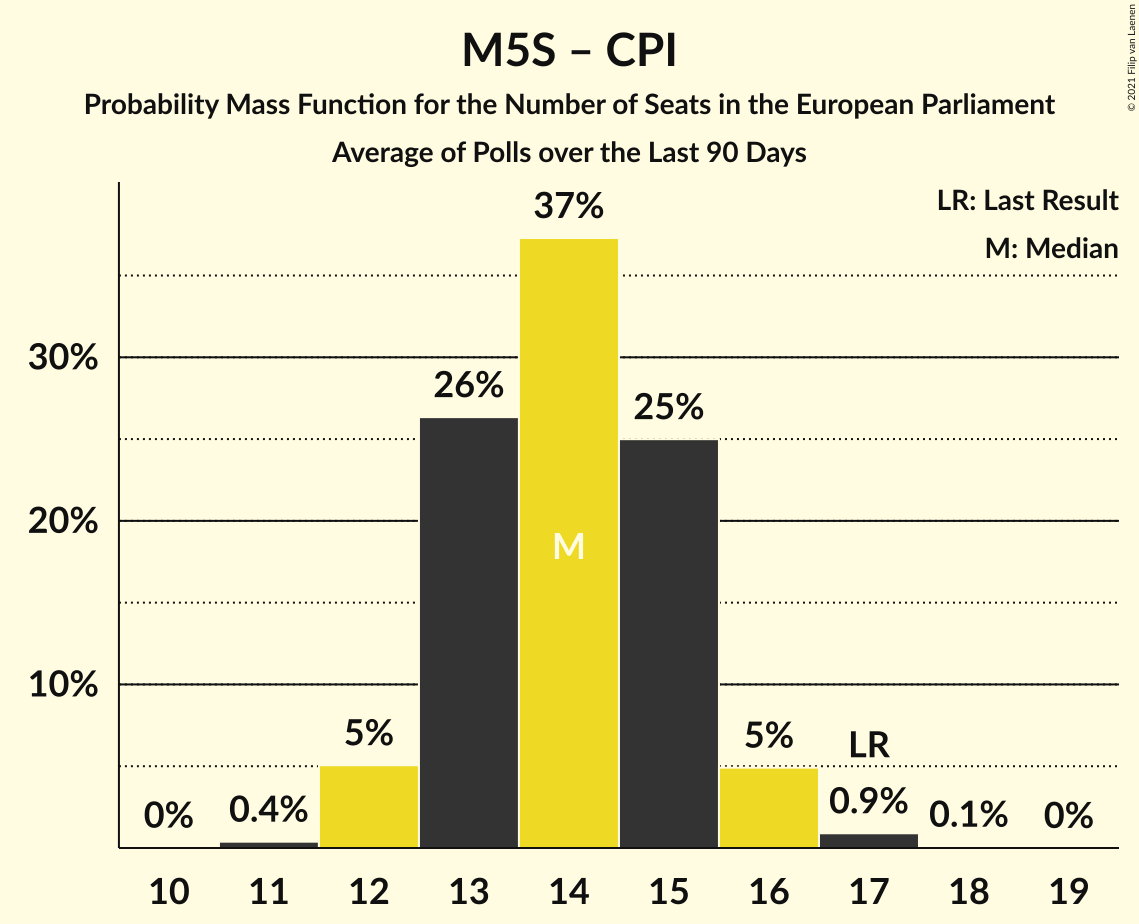 M5S – CPI
Probability Mass Function for the Number of Seats in the European Parliament
Average of Polls over the Last 90 Days
© 2021 Filip van Laenen
LR: Last Result
M: Median
30%
20%
10%
0%
0.4%
5%
26%
37%
M
25%
5%
LR
0.9%
0.1%
0%
10 11 12 13 14 15 16 17 18 19